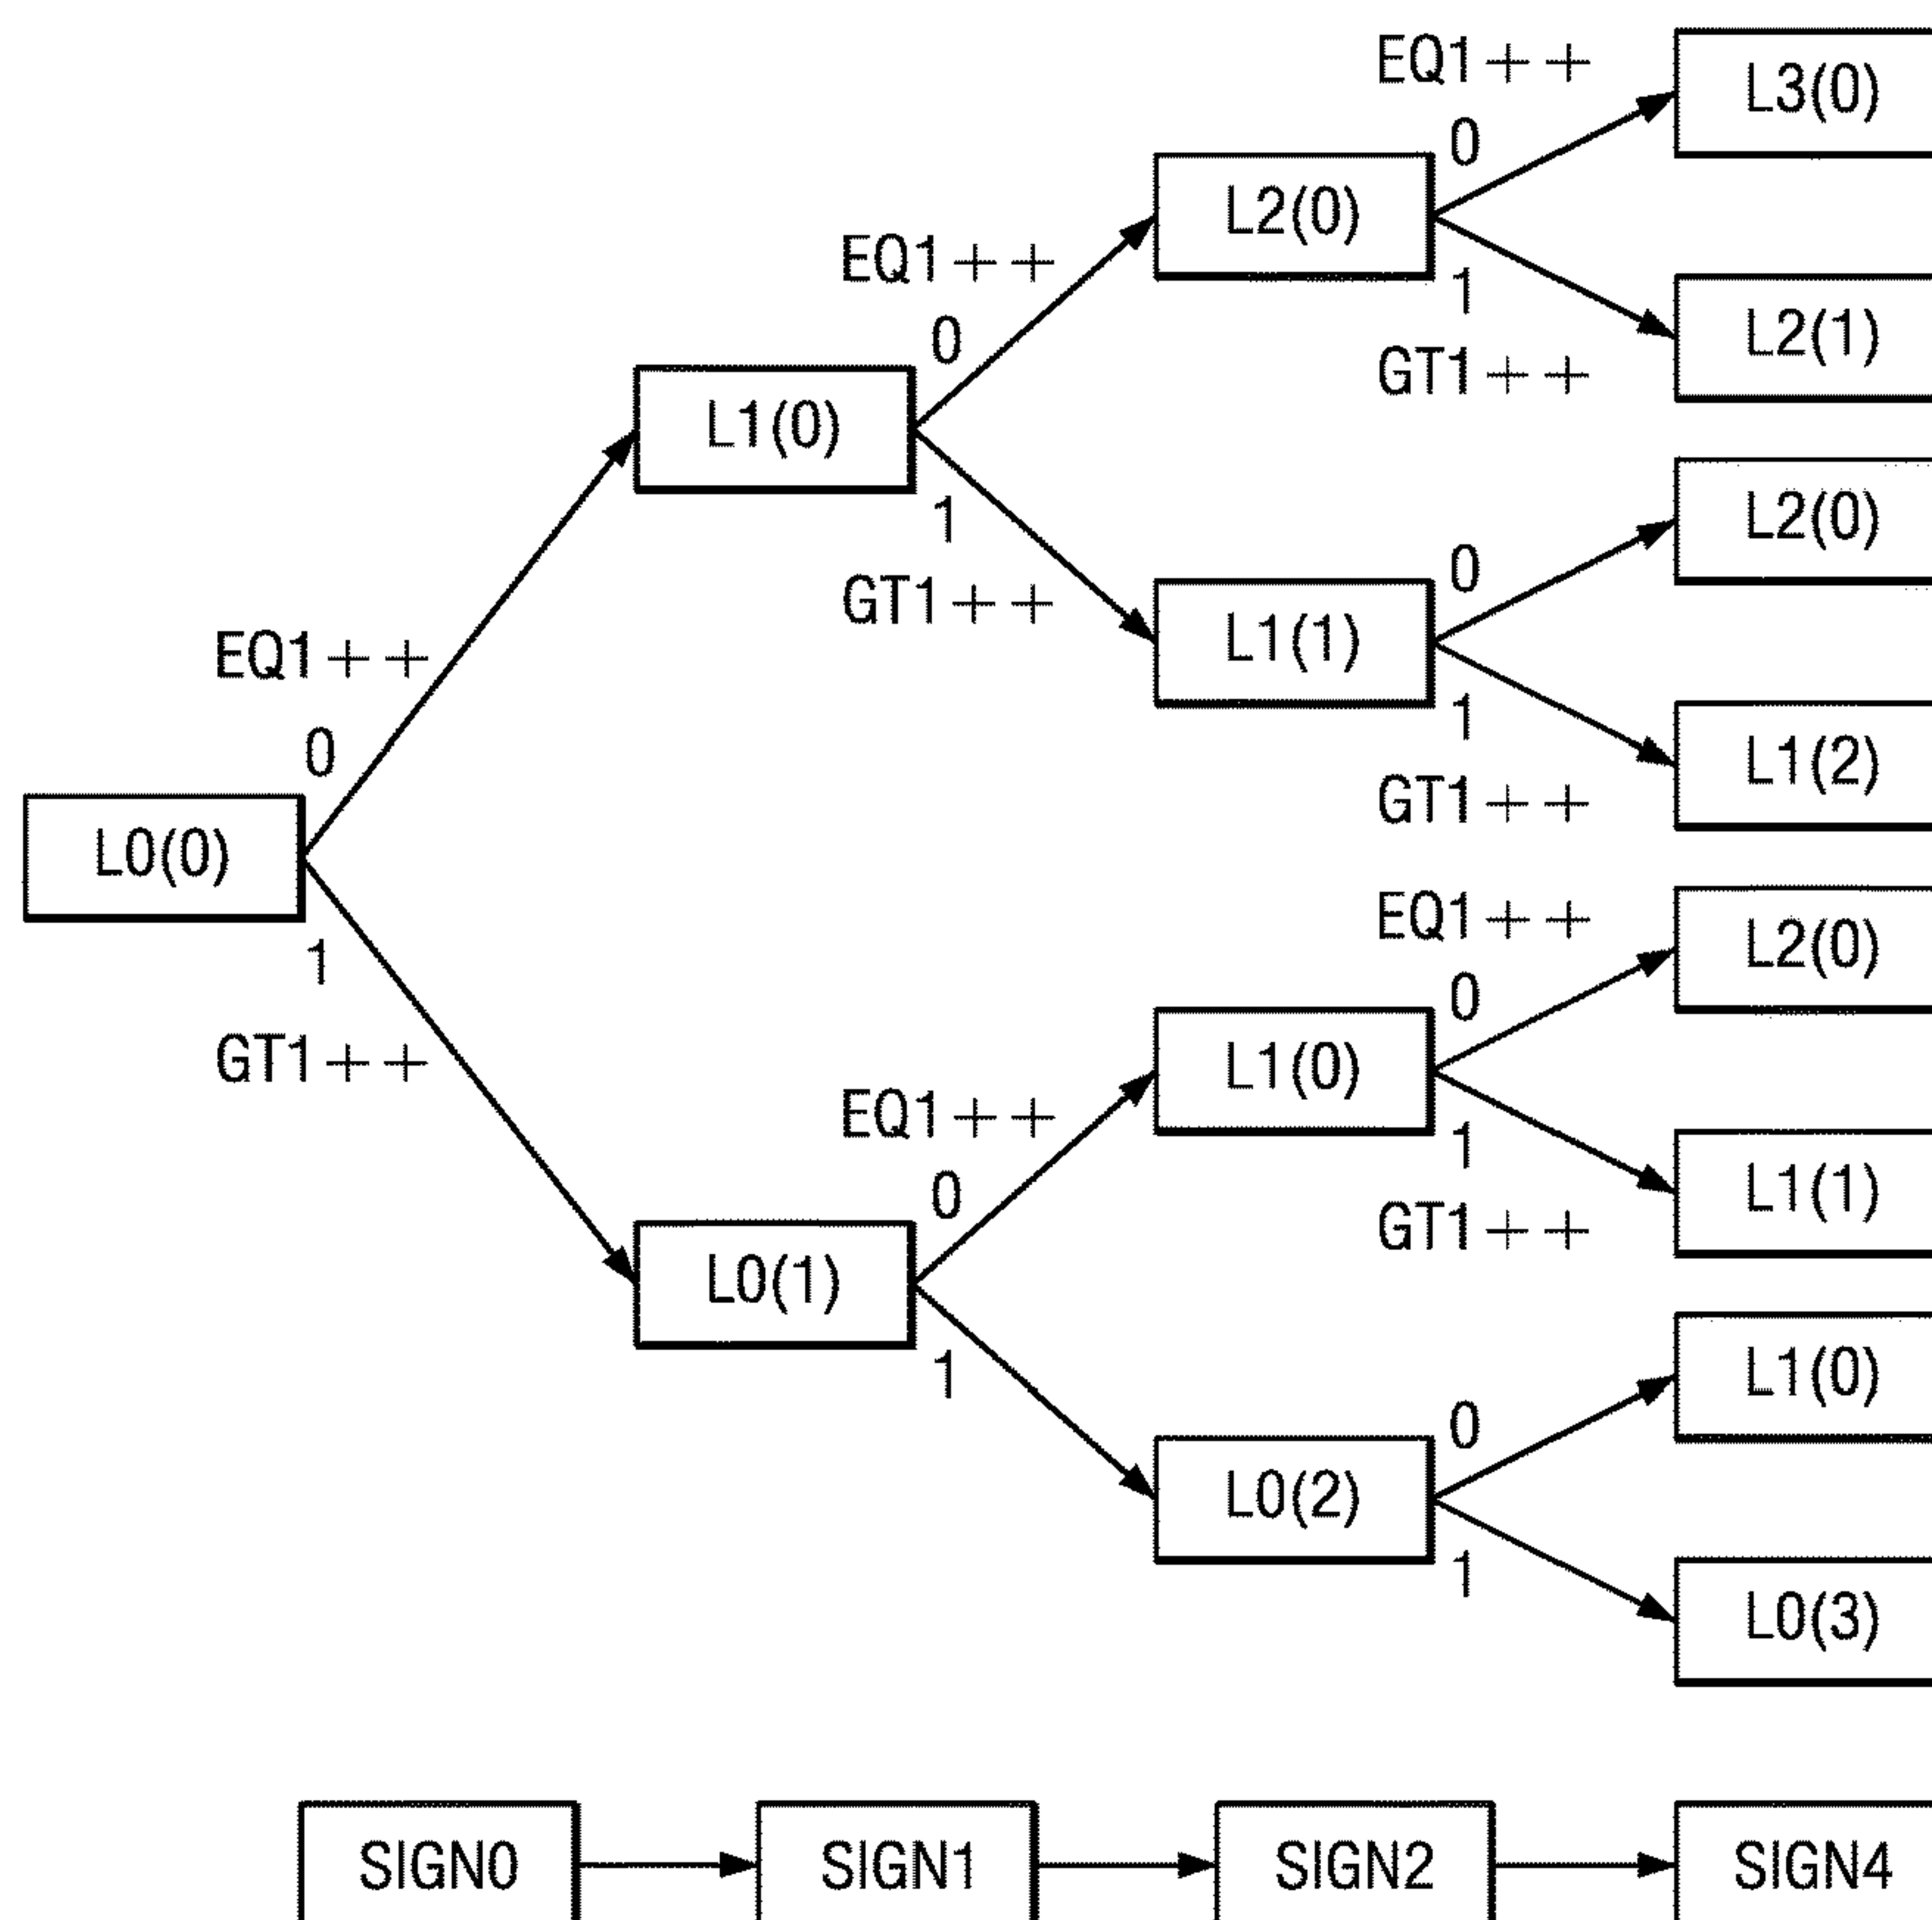 EQ1++
L3(0)
0
L2(0)
EQ1++
1
L2(1)
0
GT1++
L1(0)
L2(0)
1
0
GT1++
L1(1)
EQ1++
1
L1(2)
0
GT1++
L0(0)
EQ1++
L2(0)
1
0
GT1++
L1(0)
EQ1++
1
L1(1)
0
GT1++
L0(1)
L1(0)
1
0
L0(2)
1
L0(3)
SIGN0 SIGN1 SIGN2 SIGN4